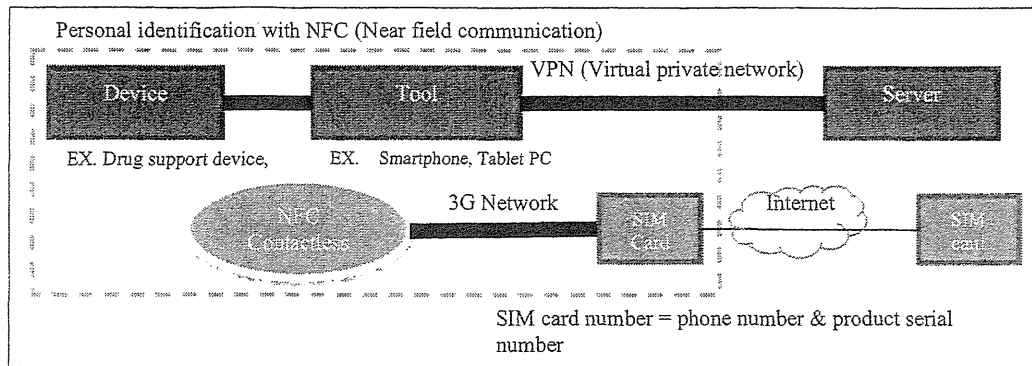 Personal identification with NFC (Near field communication)
VPN (Virtual private network)
Device
Tool
Server
EX. Drug support device,
EX. Smartphone, Tablet PC
NFC
Contactless
3G Network
SIM
Card
Internet
SIM
card
SIM card number = phone number & product serial
number